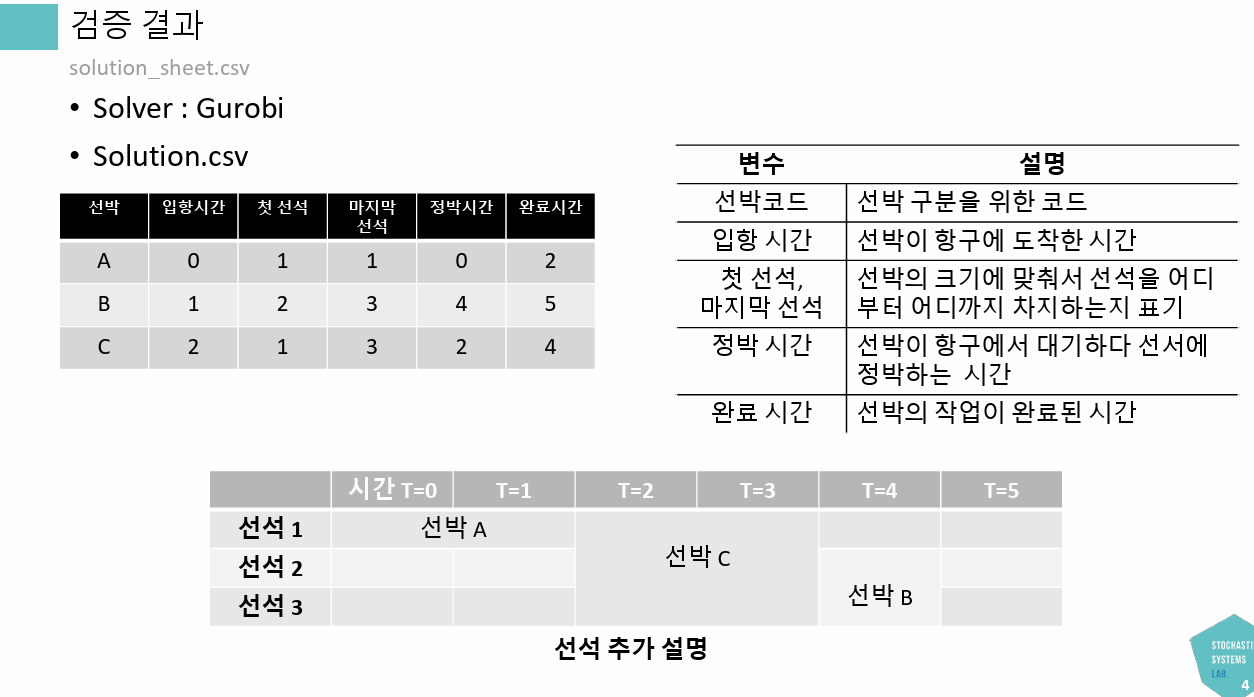 검증 결과
solution_sheet.csv
• Solver : Gurobi
• Solution.csv
선박 입항시간 첫 선석 마지막 선석 정박시간 완료시간
A 0 1 1 0 2
B 1 2 3 4 5
C 2 1 3 2 4
변수 설명
선박코드 선박 구분을 위한 코드
입항 시간 선박이 항구에 도착한 시간
첫 선석, 선박의 크기에 맞춰서 선석을 어디
마지막 선석 부터 어디까지 차지하는지 표기
정박 시간 선박이 항구에서 대기하다 선서에
정박하는 시간
완료 시간 선박의 작업이 완료된 시간
시간 T=0 T=1 T=2 T=3 T=4 T=5
선석 1 선박 A
선석 2 선박 C
선석 3 선박 B
선석 추가 설명
STOCHASTI
SYSTEMS
LAB.
4